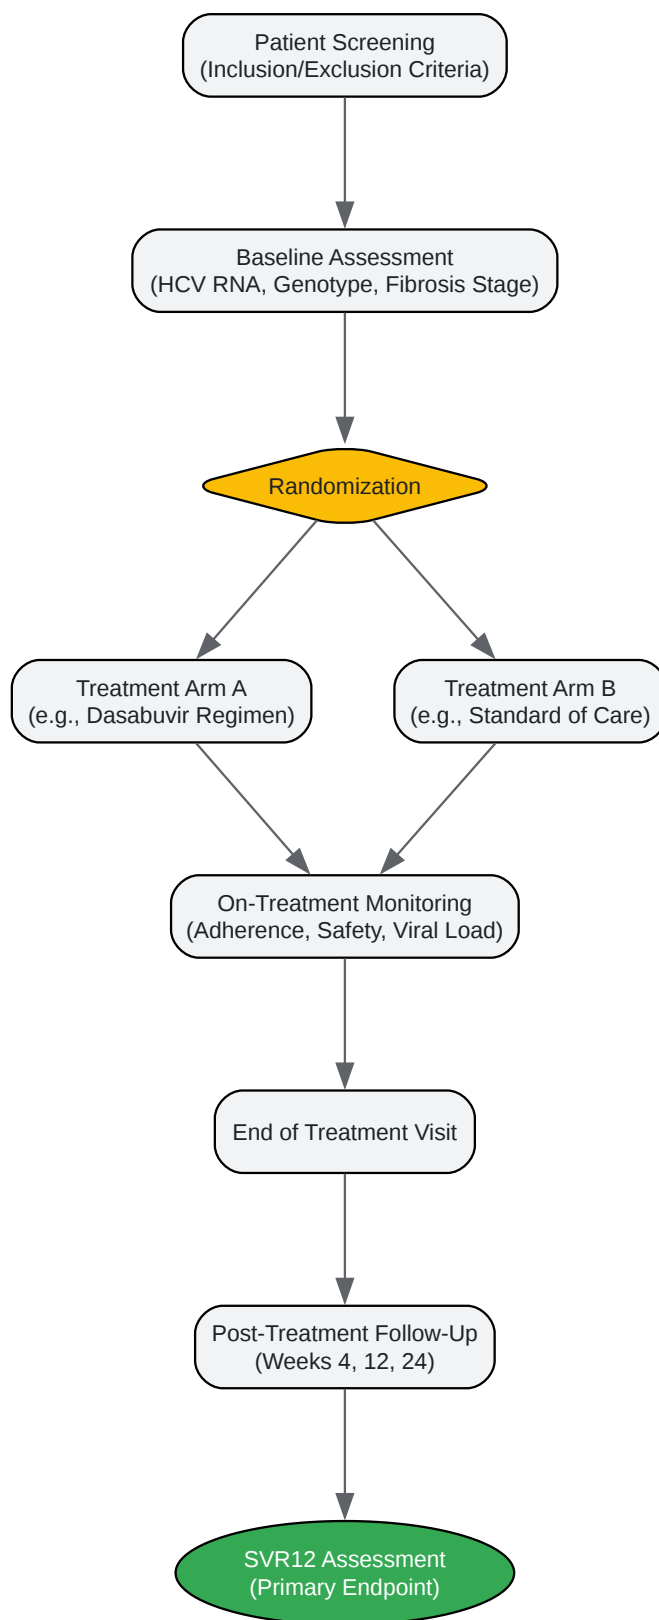 Patient Screening
(Inclusion/Exclusion Criteria)
Baseline Assessment
(HCV RNA, Genotype, Fibrosis Stage)
Randomization
Treatment Arm A
(e.g., Dasabuvir Regimen)
Treatment Arm B
(e.g., Standard of Care)
On-Treatment Monitoring
(Adherence, Safety, Viral Load)
End of Treatment Visit
Post-Treatment Follow-Up
(Weeks 4, 12, 24)
SVR12 Assessment
(Primary Endpoint)